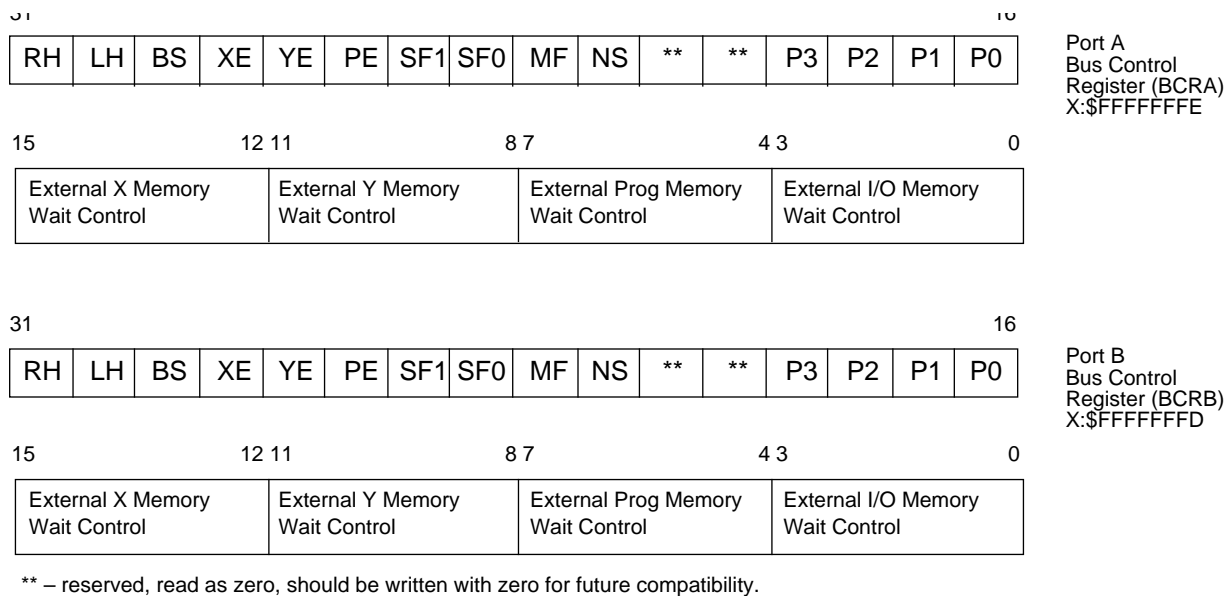 31 16
RH LH BS XE YE PE SF1 SF0 MF NS ** ** P3 P2 P1 P0
Port A
Bus Control
Register (BCRA)
X:$FFFFFFFE
15 12 11 8 7 4 3 0
External X Memory External Y Memory External Prog Memory External I/O Memory
Wait Control Wait Control Wait Control Wait Control
31 16
RH LH BS XE YE PE SF1 SF0 MF NS ** ** P3 P2 P1 P0
Port B
Bus Control
Register (BCRB)
X:$FFFFFFFD
15 12 11 8 7 4 3 0
External X Memory External Y Memory External Prog Memory External I/O Memory
Wait Control Wait Control Wait Control Wait Control
** – reserved, read as zero, should be written with zero for future compatibility.